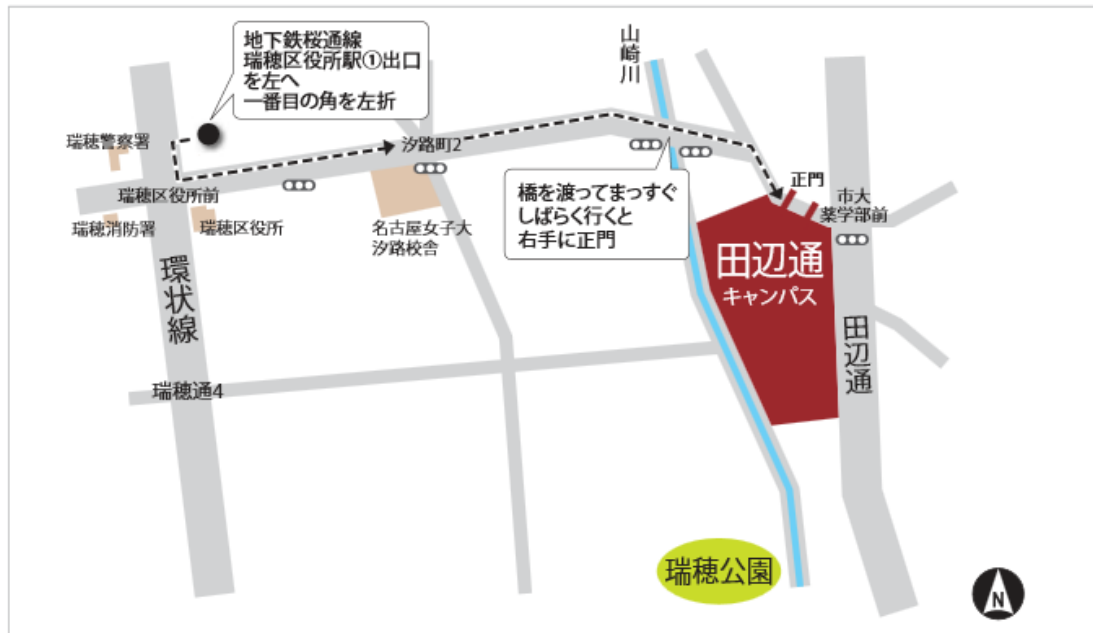 地下鉄桜通線
瑞穂区役所駅①出口
を左へ
一番目の角を左折
山崎川
瑞穂警察署
汐路町2
瑞穂区役所前
瑞穂消防署
瑞穂区役所
名古屋女子大
汐路校舎
橋を渡ってまっすぐ
しばらく行くと
右手に正門
正門
市大
薬学部前
田辺通
キャンパス
環状線
田辺通
瑞穂通4
瑞穂公園
N